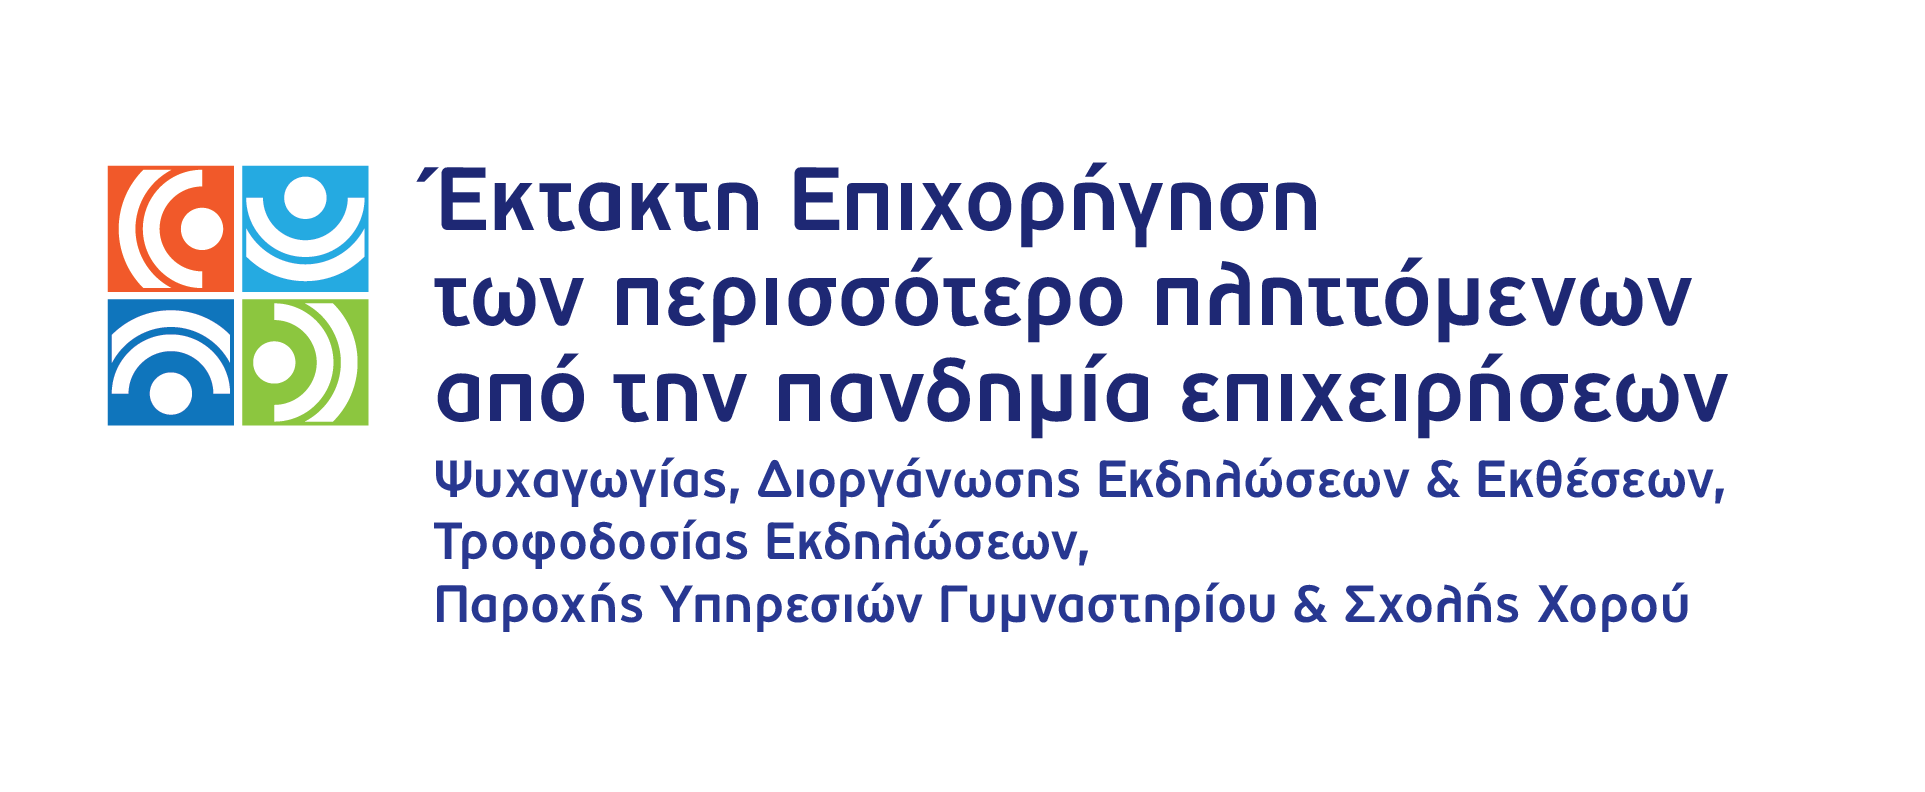 Έκτακτη Επιχορήγηση
των περισσότερο πληττόμενων
από την πανδημία επιχειρήσεων
Ψυχαγωγίας, Διοργάνωσης Εκδηλώσεων & Εκθέσεων,
Τροφοδοσίας Εκδηλώσεων,
Παροχής Υπηρεσιών Γυμναστηρίου & Σχολής Χορού